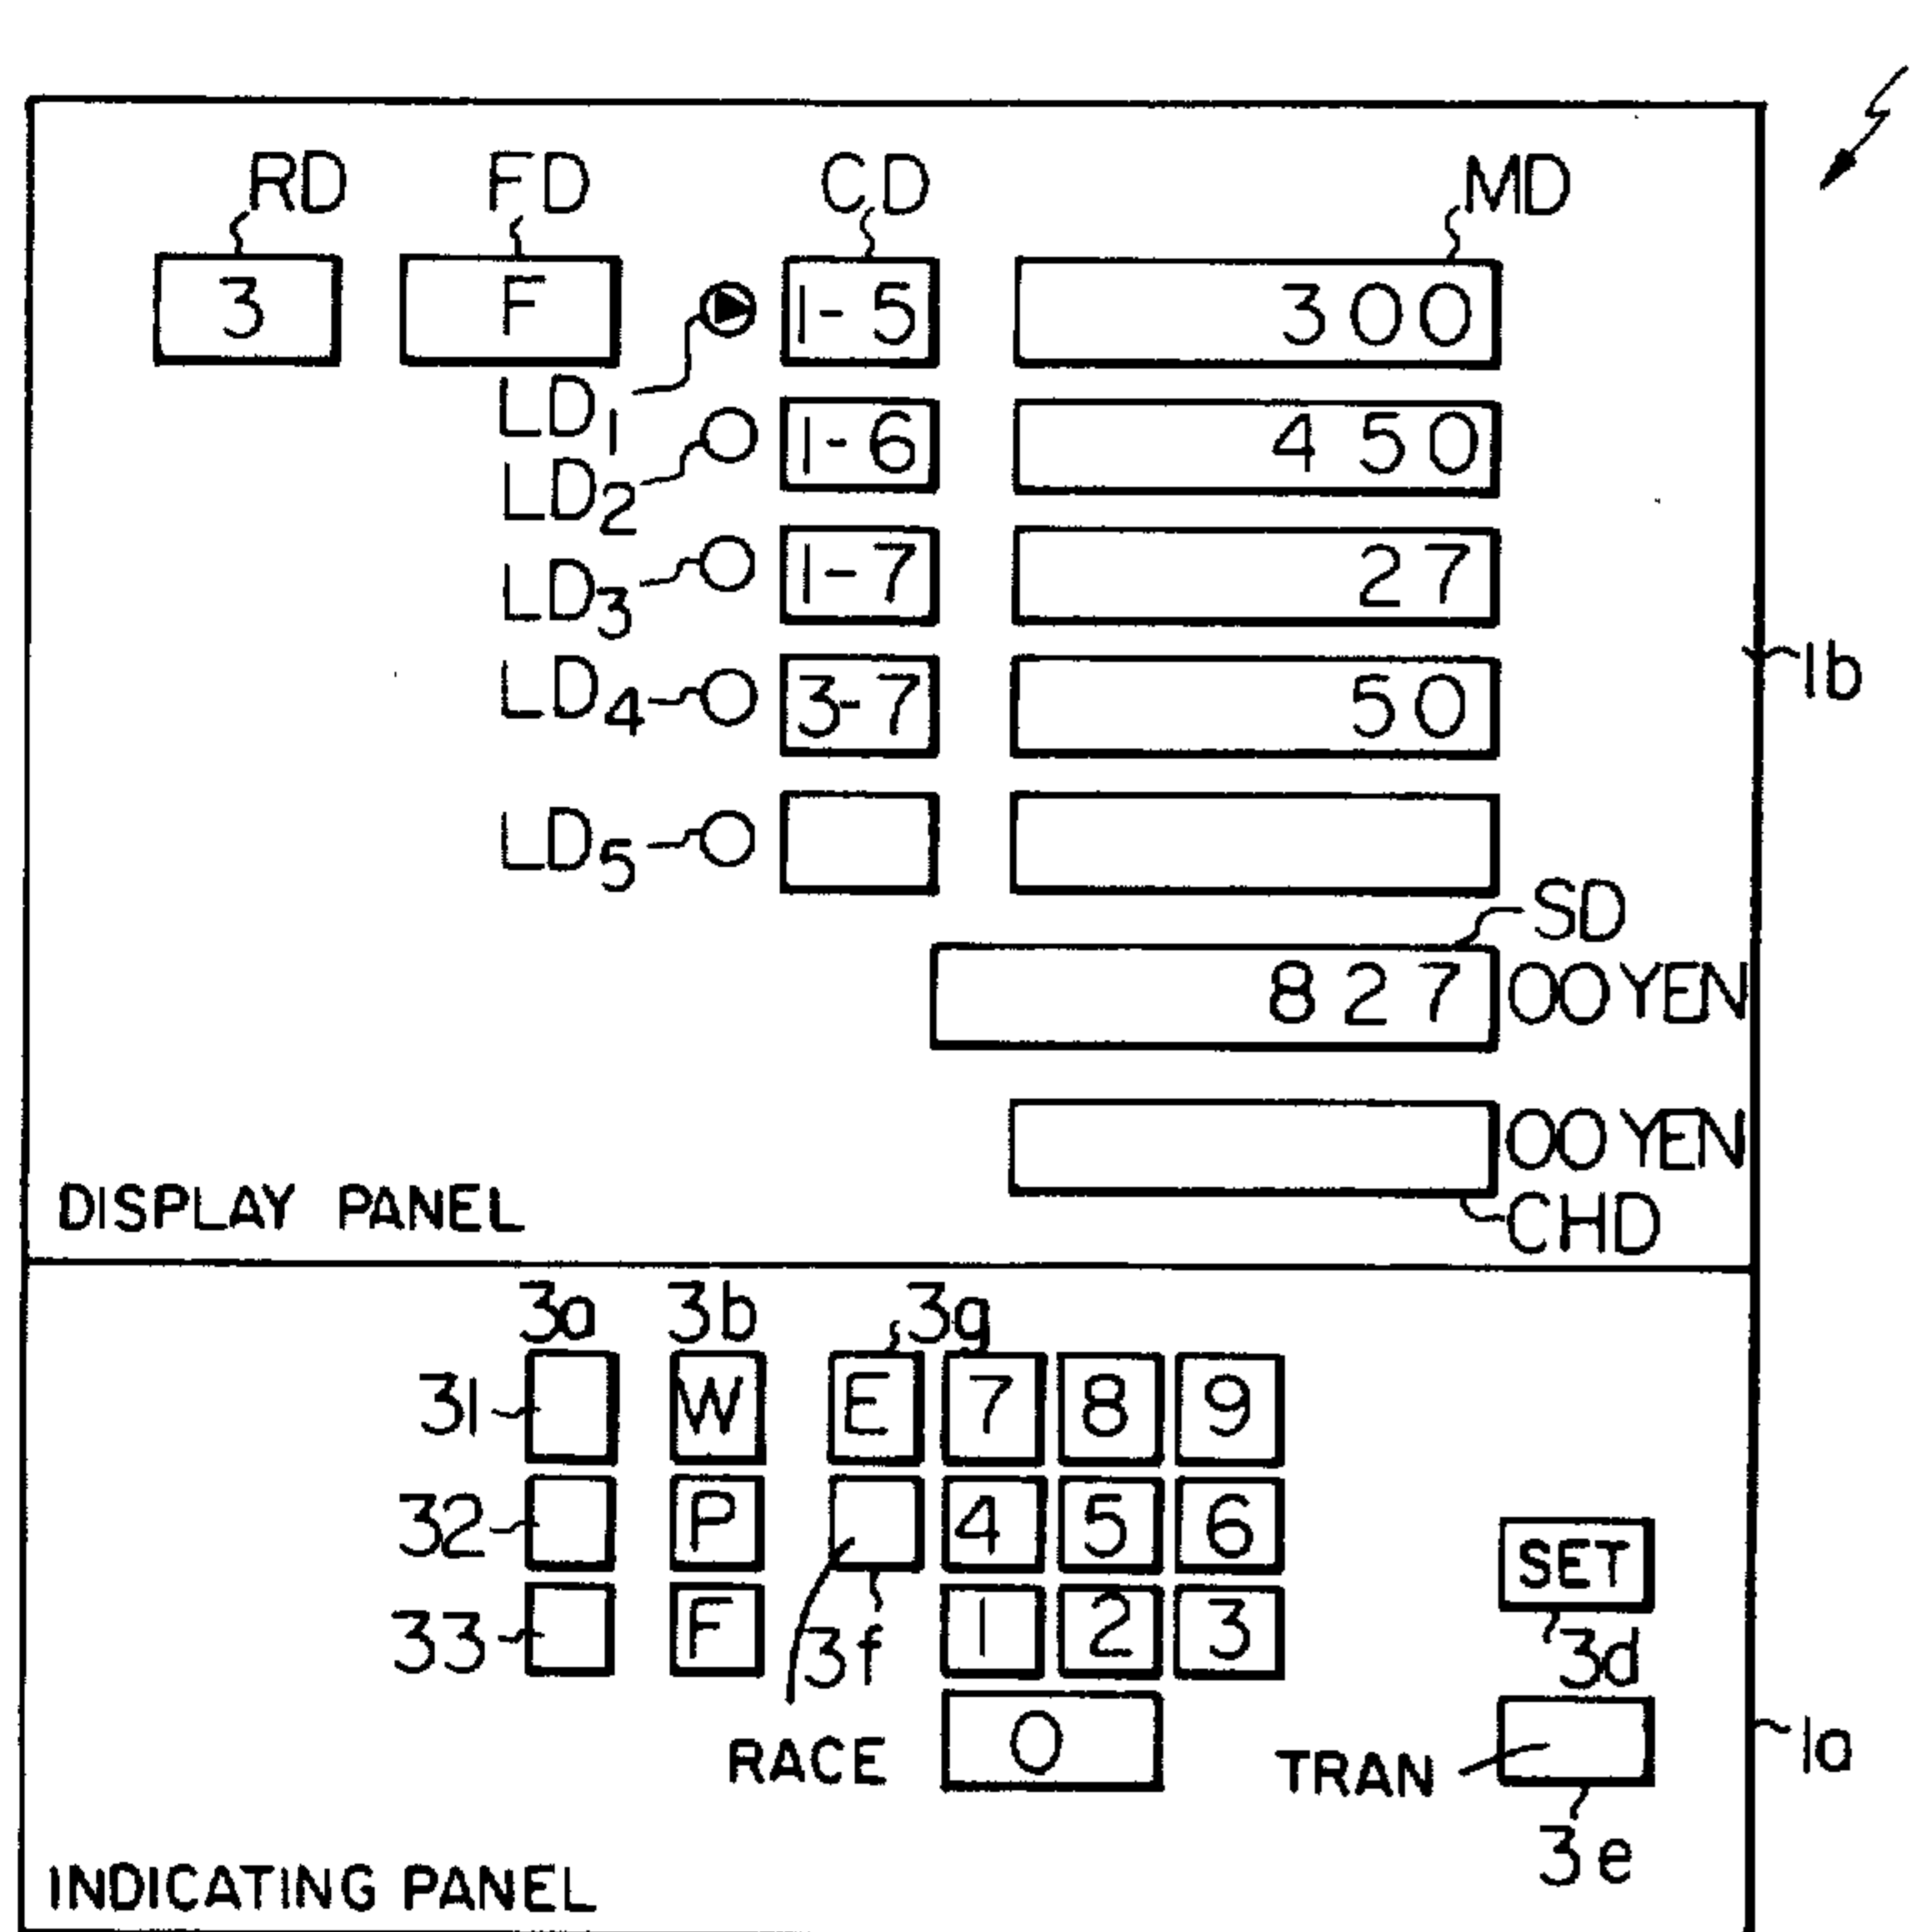 RD FD CD MD
3 F 1-5 300
LD1
1-6 450
LD2
1-7 27
LD3
LD4 3-7 50
1b
LD5
SD
827 00 YEN
00 YEN
CHD
DISPLAY PANEL
3a 3b 3g
31 W E 7 8 9
32 P 4 5 6
SET
33 F 3f 1 2 3
3d
RACE 0 TRAN 1a
3e
INDICATING PANEL